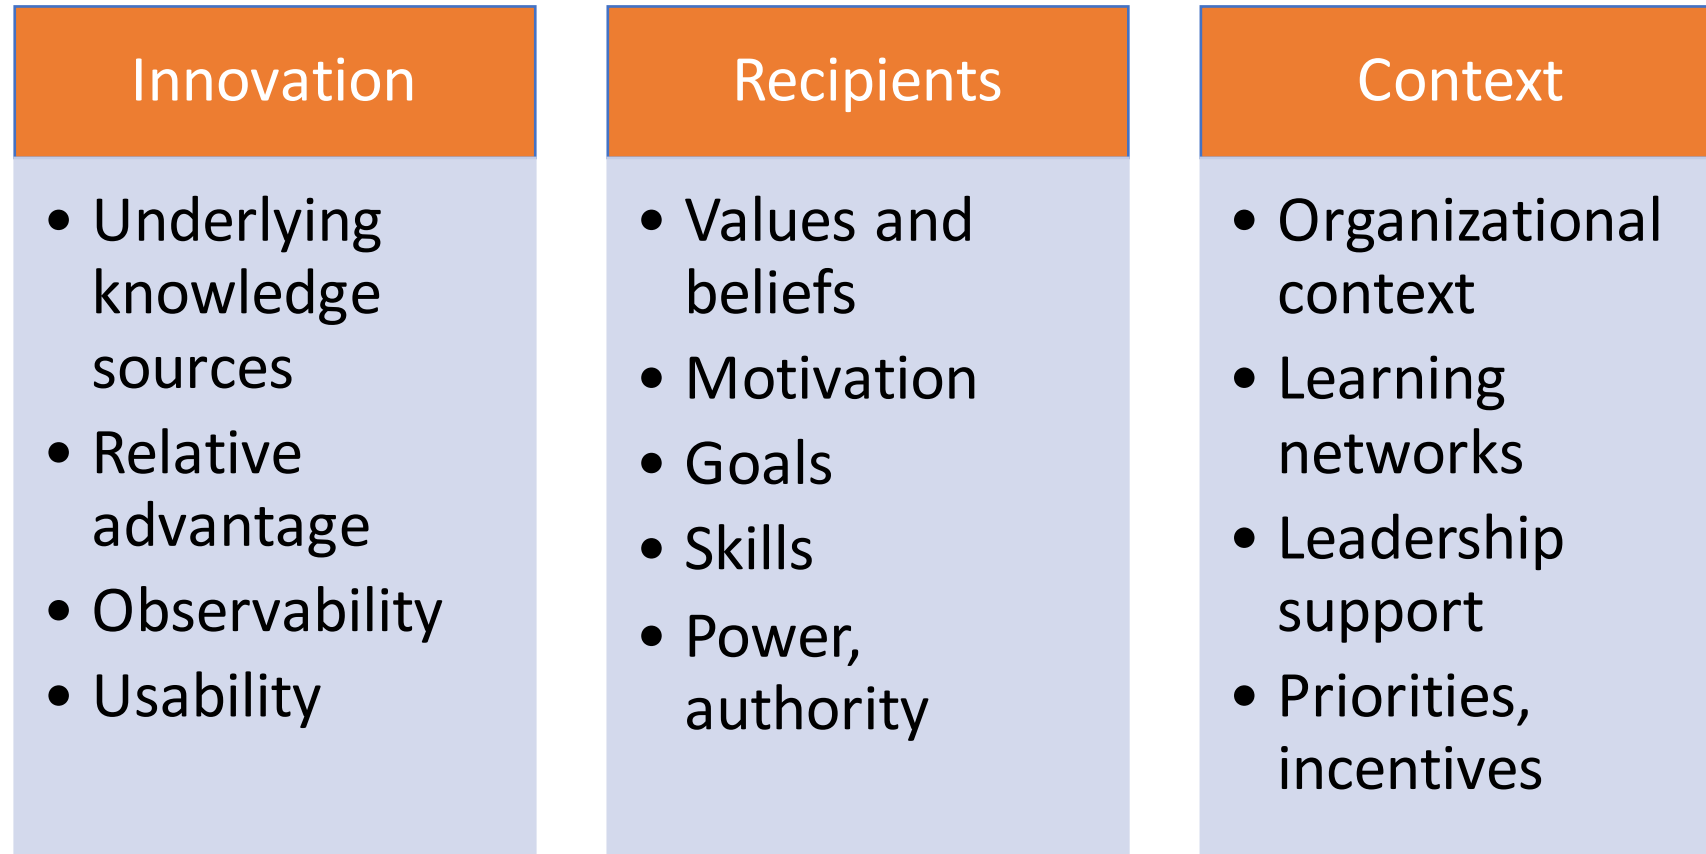 Innovation
• Underlying
knowledge
sources
• Relative
advantage
• Observability
• Usability
Recipients
• Values and
beliefs
• Motivation
• Goals
• Skills
• Power,
authority
Context
• Organizational
context
• Learning
networks
• Leadership
support
• Priorities,
incentives